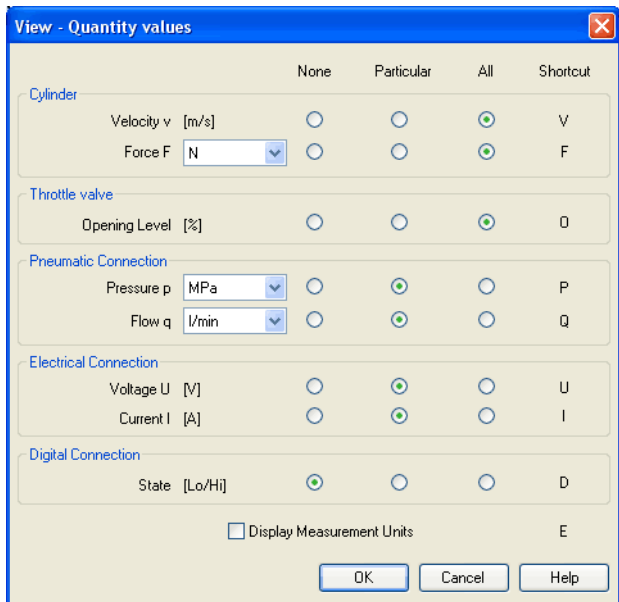 View - Quantity values
None Particular All Shortcut
Cylinder
Velocity v [m/s] V
Force F N F
Throttle valve
Opening Level [%] O
Pneumatic Connection
Pressure p MPa P
Flow q l/min Q
Electrical Connection
Voltage U [V] U
Current I [A] I
Digital Connection
State [Lo/Hi] D
Display Measurement Units E
OK Cancel Help